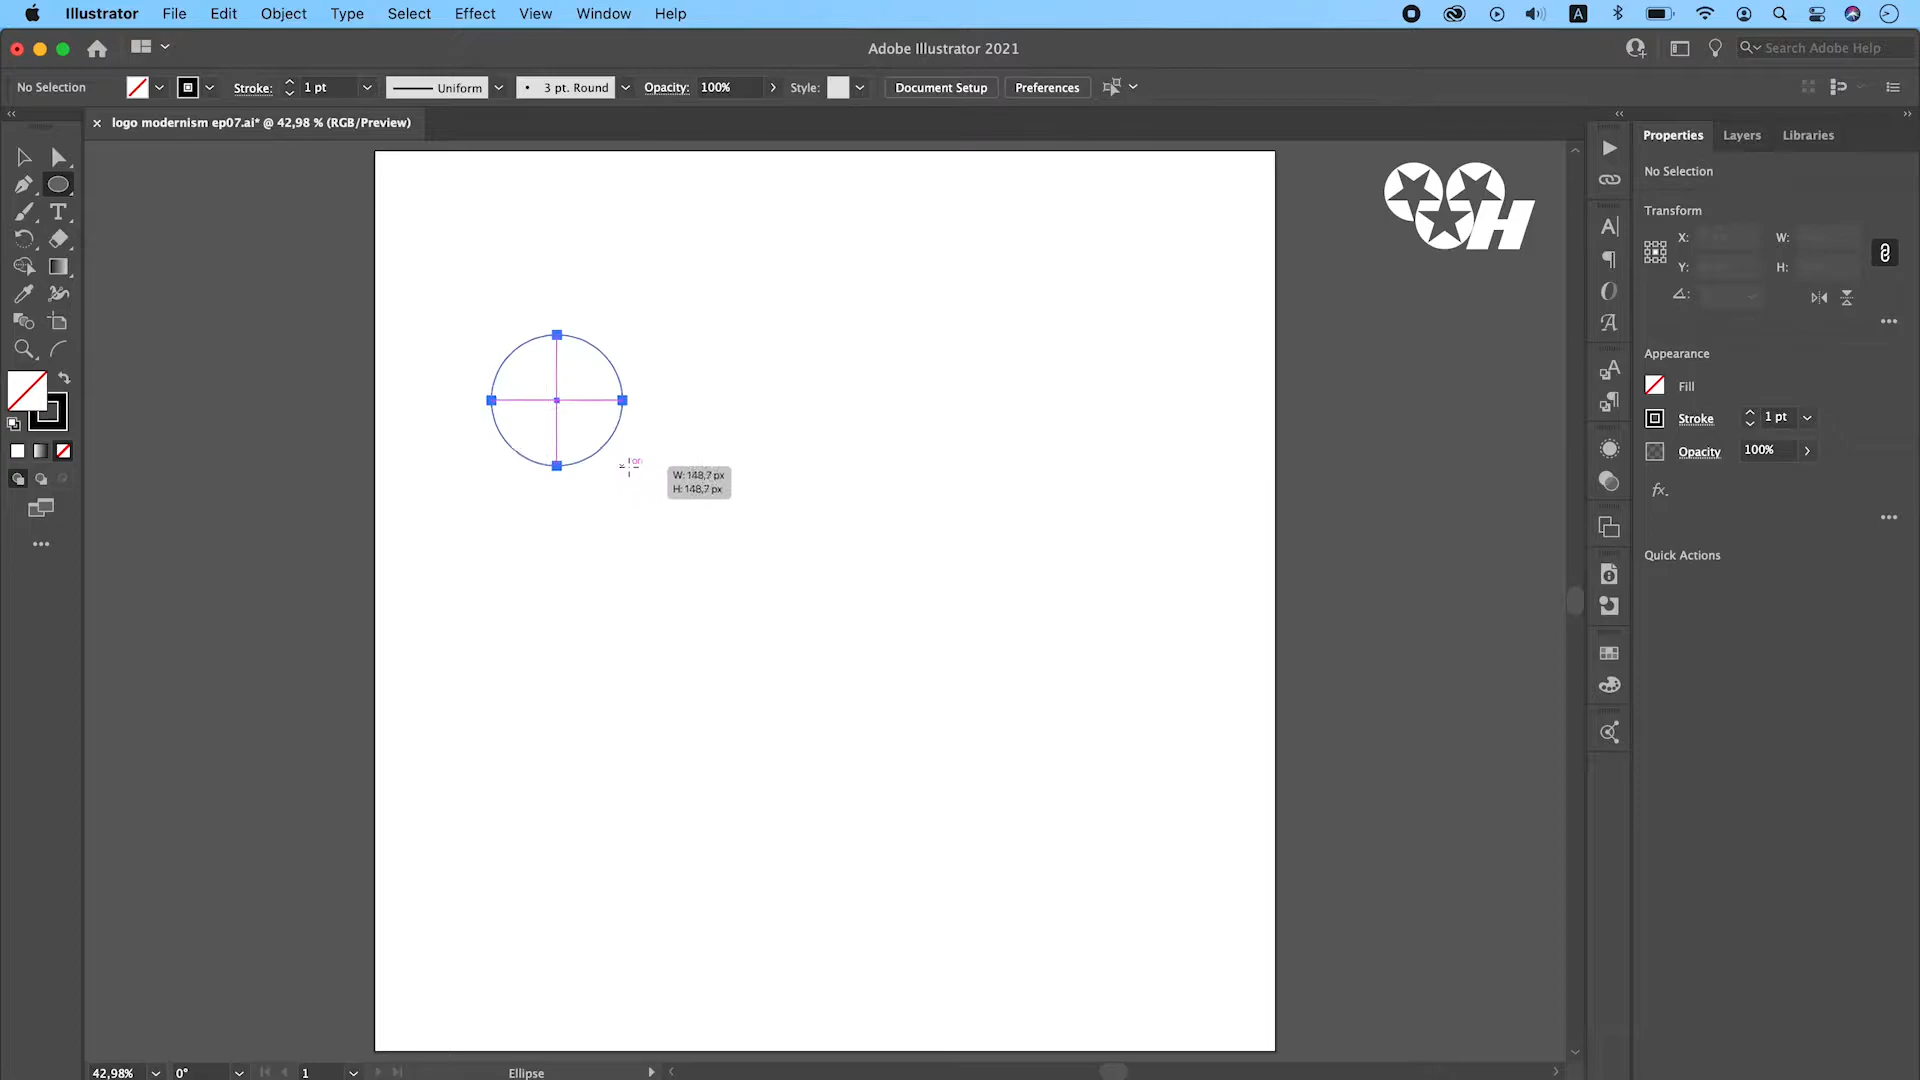 Illustrator File Edit Object Type Select Effect View Window Help
A
Adobe Illustrator 2021
Search Adobe Help
No Selection
Stroke: 1 pt
Uniform
3 pt. Round
Opacity: 100%
Style:
Document Setup
Preferences
logo modernism ep07.ai* @ 42,98 % (RGB/Preview)
Properties Layers Libraries
No Selection
Transform
X: W:
Y: H:
H
Appearance
Fill
Stroke 1 pt
Opacity 100%
fx.
Quick Actions
W: 148,7 px
H: 148,7 px
42,98% 0° 1 Ellipse